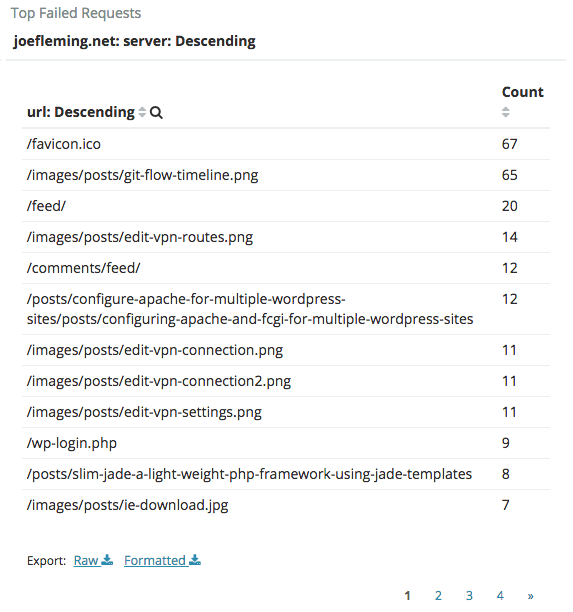 Top Failed Requests
joefleming.net: server: Descending
Count
url: Descending
/favicon.ico 67
/images/posts/git-flow-timeline.png 65
/feed/ 20
/images/posts/edit-vpn-routes.png 14
/comments/feed/ 12
/posts/configure-apache-for-multiple-wordpress- 12
sites/posts/configuring-apache-and-fcgi-for-multiple-wordpress-sites
/images/posts/edit-vpn-connection.png 11
/images/posts/edit-vpn-connection2.png 11
/images/posts/edit-vpn-settings.png 11
/wp-login.php 9
/posts/slim-jade-a-light-weight-php-framework-using-jade-templates 8
/images/posts/ie-download.jpg 7
Export: Raw Formatted
1 2 3 4 »